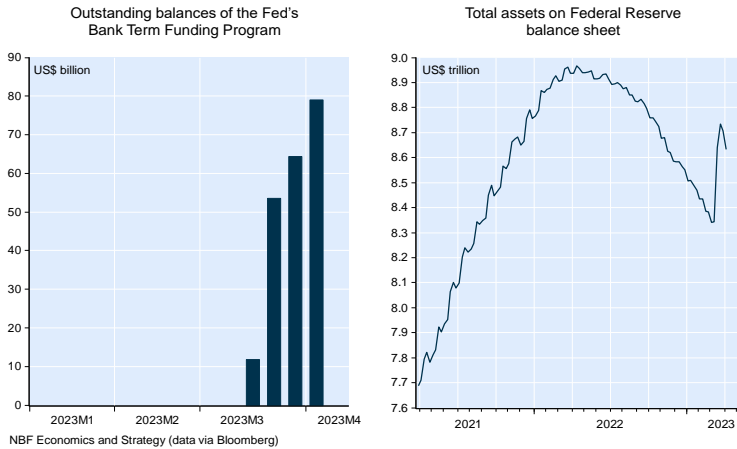 Outstanding balances of the Fed's
Bank Term Funding Program
US$ billion
90
80
70
60
50
40
30
20
10
0
2023M1 2023M2 2023M3 2023M4
Total assets on Federal Reserve
balance sheet
US$ trillion
9.0
8.9
8.8
8.7
8.6
8.5
8.4
8.3
8.2
8.1
8.0
7.9
7.8
7.7
7.6
2021 2022 2023
NBF Economics and Strategy (data via Bloomberg)